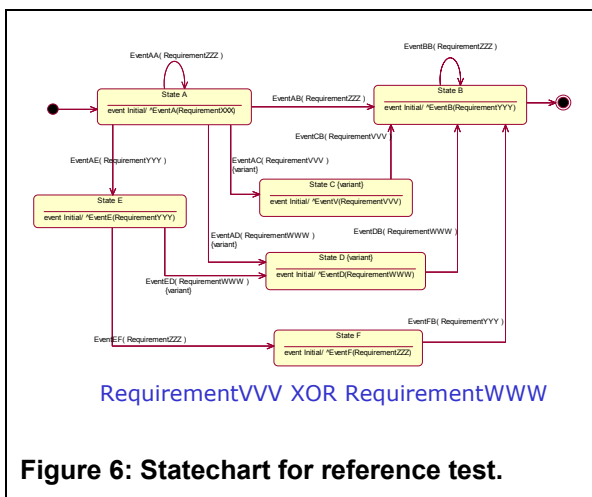 EventAA( RequirementZZZ )
EventBB( RequirementZZZ )
State A
event Initial/ ^EventA(RequirementXXX)
EventAB( RequirementZZZ )
State B
event Initial/ ^EventB(RequirementYYY)
EventCB( RequirementVVV )
EventAE( RequirementYYY )
EventAC( RequirementVVV )
{variant}
State C {variant}
event Initial/ ^EventV(RequirementVVV)
State E
event Initial/ ^EventE(RequirementYYY)
EventAD( RequirementWWW )
{variant}
EventDB( RequirementWWW )
State D {variant}
event Initial/ ^EventD(RequirementWWW)
EventED( RequirementWWW )
{variant}
EventFB( RequirementYYY )
EventEF( RequirementZZZ )
State F
event Initial/ ^EventF(RequirementZZZ)
RequirementVVV XOR RequirementWWW
Figure 6: Statechart for reference test.